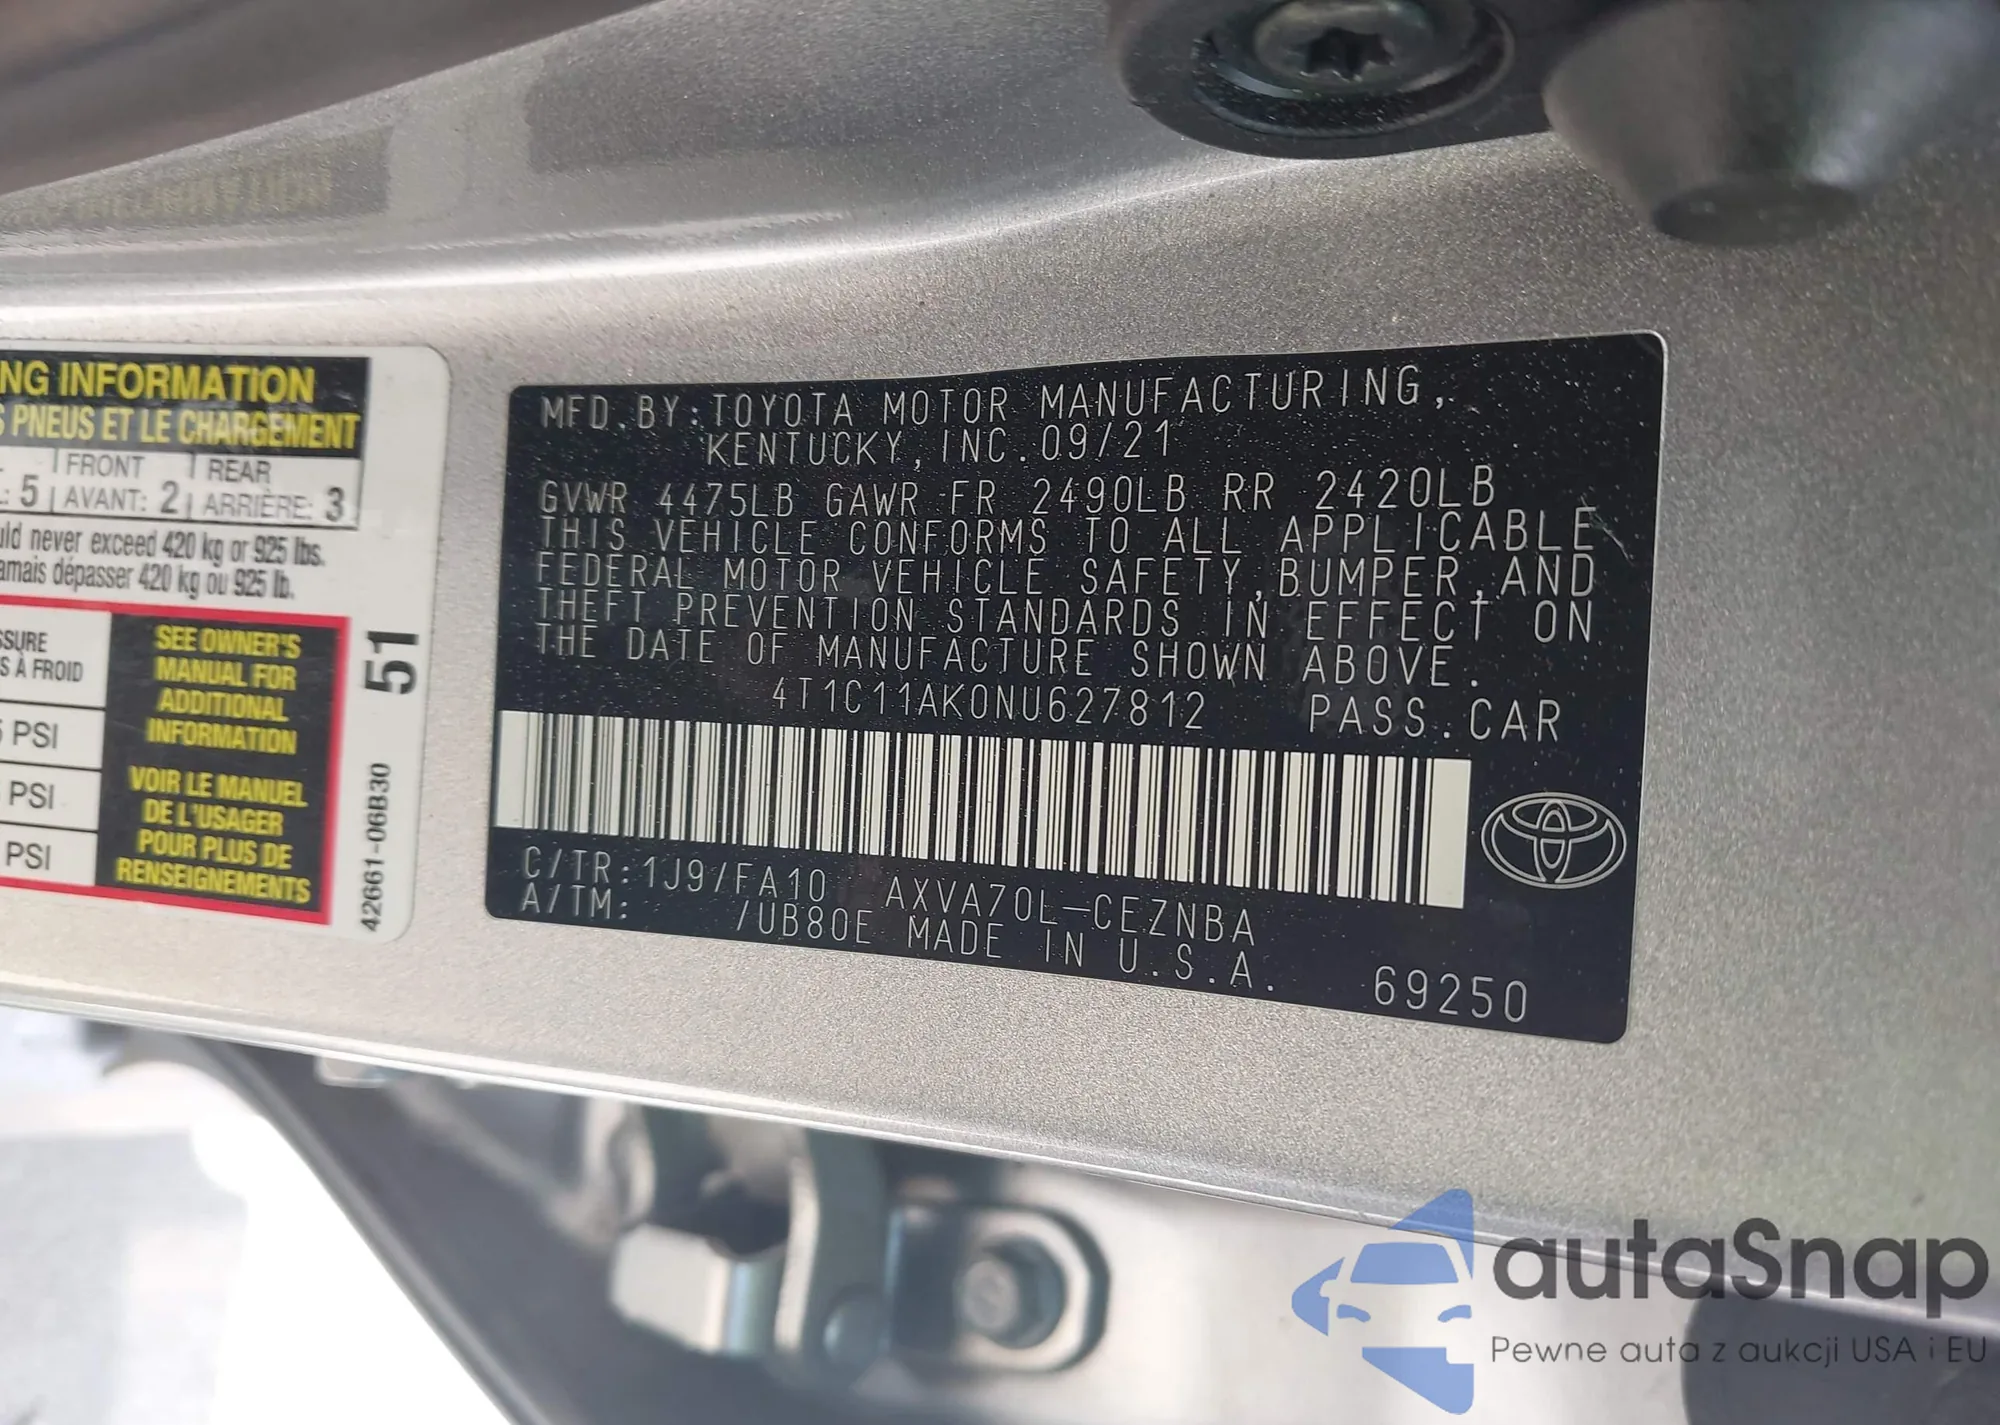 NG INFORMATION
S PNEUS ET LE CHARGEMENT
FRONT REAR
: 5 AVANT: 2 ARRIÈRE: 3
uld never exceed 420 kg or 925 lbs.
amais dépasser 420 kg ou 925 lb.
SSURE
S À FROID
5 PSI
PSI
PSI
SEE OWNER'S
MANUAL FOR
ADDITIONAL
INFORMATION
VOIR LE MANUEL
DE L'USAGER
POUR PLUS DE
RENSEIGNEMENTS
51
42661-06B30
MFD.BY:TOYOTA MOTOR MANUFACTURING,
KENTUCKY, INC. 09/21
GVWR 4475LB GAWR FR 2490LB RR 2420LB
THIS VEHICLE CONFORMS TO ALL APPLICABLE
FEDERAL MOTOR VEHICLE SAFETY,BUMPER,AND
THEFT PREVENTION STANDARDS IN EFFECT ON
THE DATE OF MANUFACTURE SHOWN ABOVE.
4T1C11AK0NU627812 PASS.CAR
C/TR:1J9/FA10 AXVA70L-CEZNBA
A/TM: /UB80E MADE IN U.S.A.
69250
autaSnap
Pewne auta z aukcji USA i EU